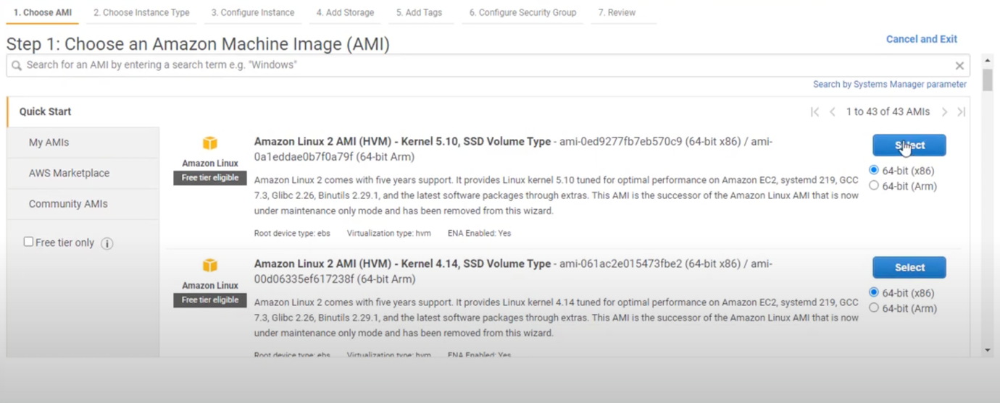 1. Choose AMI 2. Choose Instance Type 3. Configure Instance 4. Add Storage 5. Add Tags 6. Configure Security Group 7. Review
Step 1: Choose an Amazon Machine Image (AMI)
Cancel and Exit
Search for an AMI by entering a search term e.g. "Windows"
Search by Systems Manager parameter
Quick Start
My AMIs
AWS Marketplace
Community AMIs
Free tier only
1 to 43 of 43 AMIs
Amazon Linux
Free tier eligible
Amazon Linux 2 AMI (HVM) - Kernel 5.10, SSD Volume Type - ami-0ed9277fb7eb570c9 (64-bit x86) / ami-
0a1eddae0b7f0a79f (64-bit Arm)
Amazon Linux 2 comes with five years support. It provides Linux kernel 5.10 tuned for optimal performance on Amazon EC2, systemd 219, GCC
7.3, Glibc 2.26, Binutils 2.29.1, and the latest software packages through extras. This AMI is the successor of the Amazon Linux AMI that is now
under maintenance only mode and has been removed from this wizard.
Root device type: ebs Virtualization type: hvm ENA Enabled: Yes
Select
64-bit (x86)
64-bit (Arm)
Amazon Linux
Free tier eligible
Amazon Linux 2 AMI (HVM) - Kernel 4.14, SSD Volume Type - ami-061ac2e015473fbe2 (64-bit x86) / ami-
00d06335ef617238f (64-bit Arm)
Amazon Linux 2 comes with five years support. It provides Linux kernel 4.14 tuned for optimal performance on Amazon EC2, systemd 219, GCC
7.3, Glibc 2.26, Binutils 2.29.1, and the latest software packages through extras. This AMI is the successor of the Amazon Linux AMI that is now
under maintenance only mode and has been removed from this wizard.
Root device type: ebs Virtualization type: hvm ENA Enabled: Yes
Select
64-bit (x86)
64-bit (Arm)